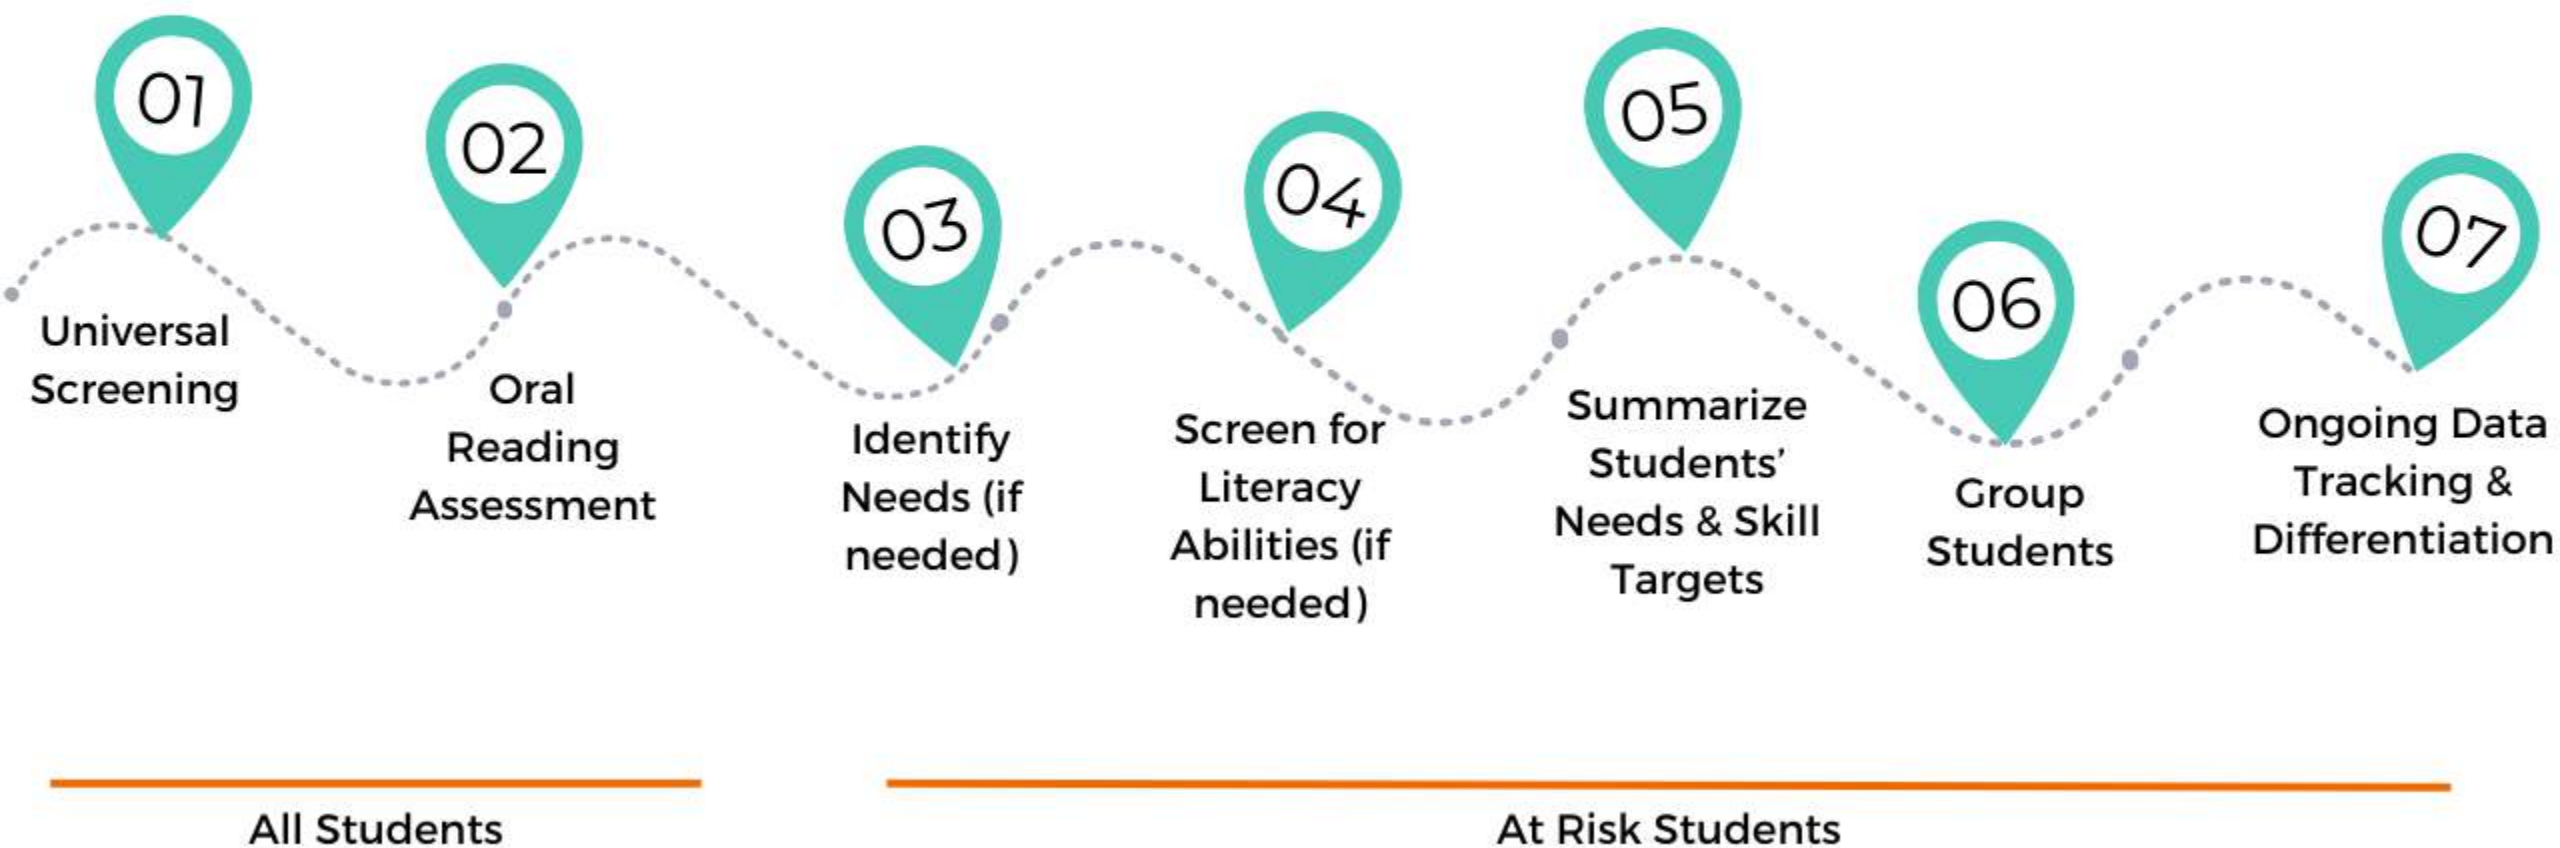 01
Universal
Screening
02
Oral
Reading
Assessment
03
Identify
Needs (if
needed)
04
Screen for
Literacy
Abilities (if
needed)
05
Summarize
Students’
Needs & Skill
Targets
06
Group
Students
07
Ongoing Data
Tracking &
Differentiation
All Students
At Risk Students